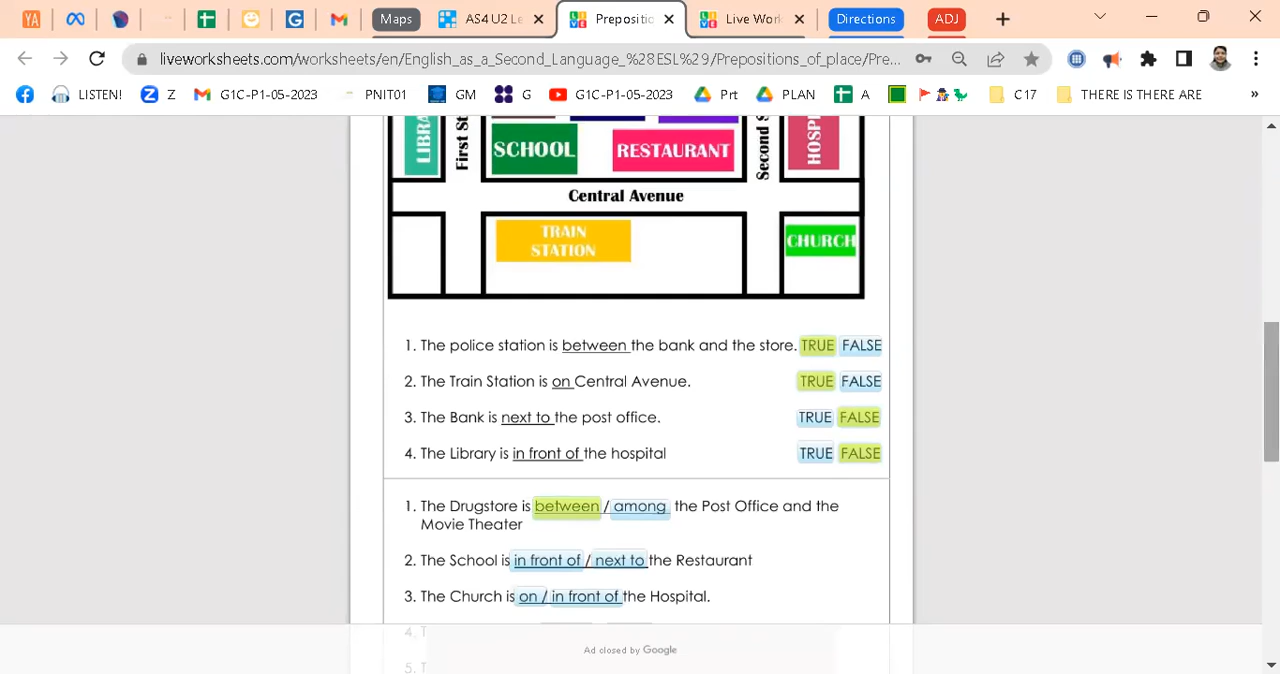 Maps
AS4 U2 Le
Prepositio
Live Work
Directions
ADJ
liveworksheets.com/worksheets/en/English_as_a_Second_Language_%28ESL%29/Prepositions_of_place/Pre...
LISTEN!
Z
G1C-P1-05-2023
PNIT01
GM
G
G1C-P1-05-2023
Prt
PLAN
A
C17
THERE IS THERE ARE
»
LIBRA
First St
SCHOOL
RESTAURANT
Second S
HOSPI
Central Avenue
TRAIN
STATION
CHURCH
1. The police station is between the bank and the store. TRUE FALSE
2. The Train Station is on Central Avenue. TRUE FALSE
3. The Bank is next to the post office. TRUE FALSE
4. The Library is in front of the hospital TRUE FALSE
1. The Drugstore is between / among the Post Office and the
Movie Theater
2. The School is in front of / next to the Restaurant
3. The Church is on / in front of the Hospital.
4. T
5. T
Ad closed by Google